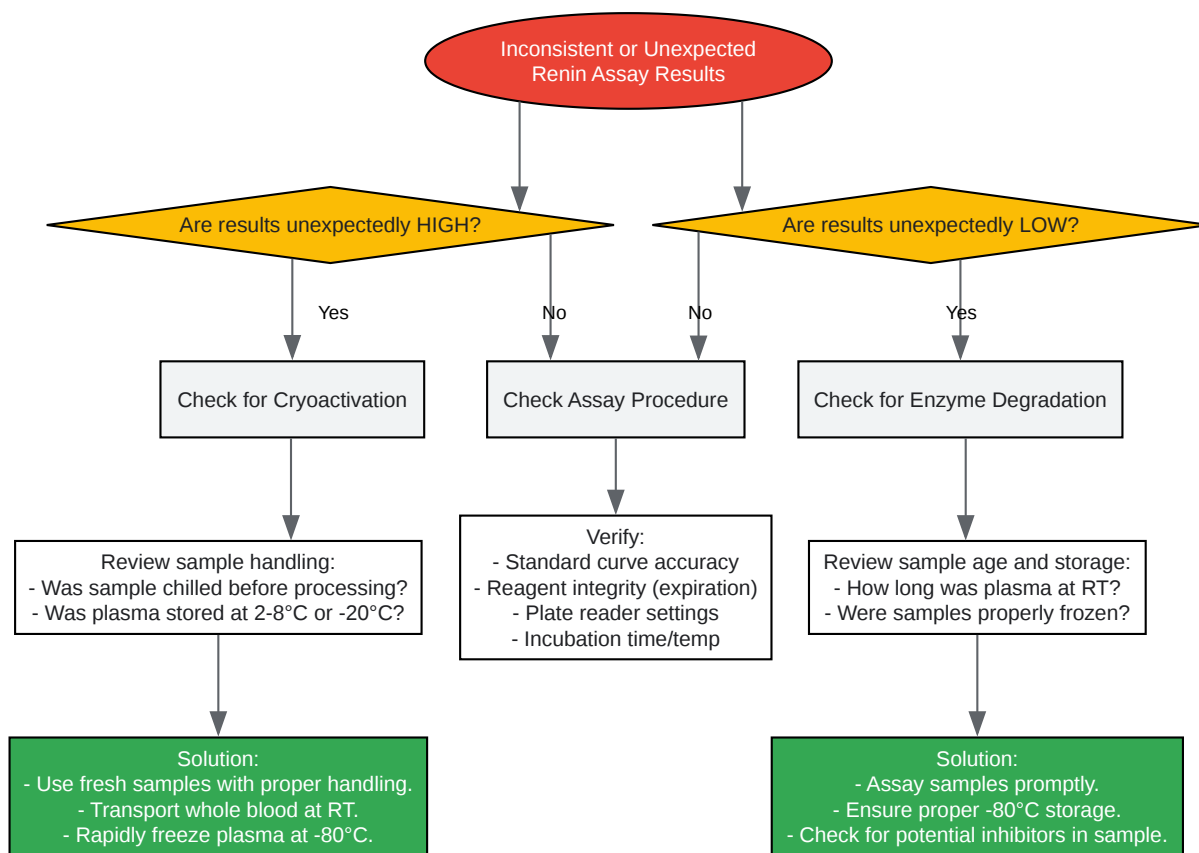 Inconsistent or Unexpected
Renin Assay Results
Are results unexpectedly HIGH?
Are results unexpectedly LOW?
Yes
No
No
Yes
Check for Cryoactivation
Check Assay Procedure
Check for Enzyme Degradation
Review sample handling:
- Was sample chilled before processing?
- Was plasma stored at 2-8°C or -20°C?
Verify:
- Standard curve accuracy
- Reagent integrity (expiration)
- Plate reader settings
- Incubation time/temp
Review sample age and storage:
- How long was plasma at RT?
- Were samples properly frozen?
Solution:
- Use fresh samples with proper handling.
- Transport whole blood at RT.
- Rapidly freeze plasma at -80°C.
Solution:
- Assay samples promptly.
- Ensure proper -80°C storage.
- Check for potential inhibitors in sample.